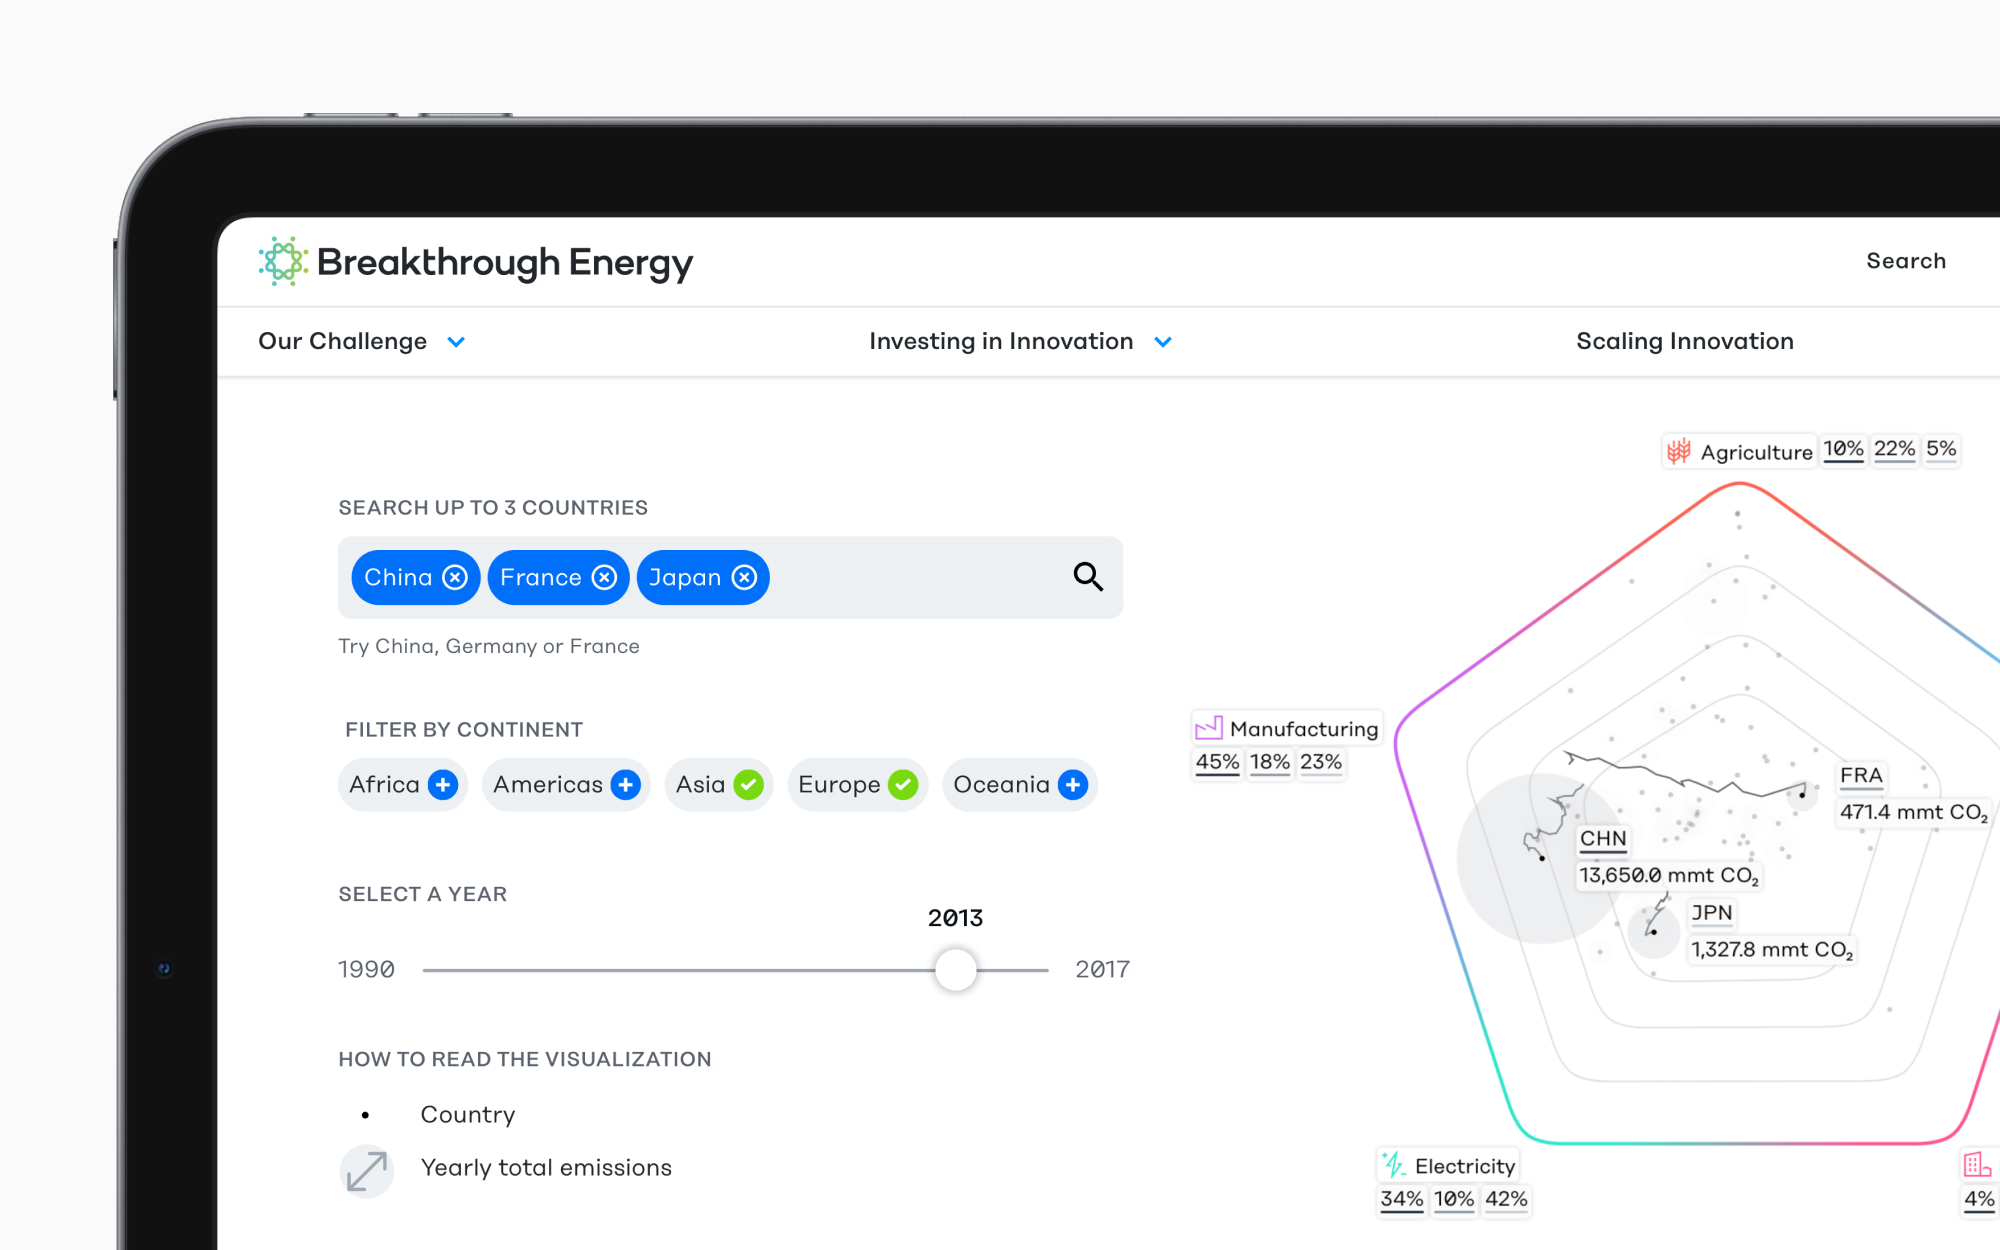 Breakthrough Energy
Search
Our Challenge
Investing in Innovation
Scaling Innovation
SEARCH UP TO 3 COUNTRIES
China
France
Japan
Try China, Germany or France
FILTER BY CONTINENT
Africa
Americas
Asia
Europe
Oceania
SELECT A YEAR
2013
1990
2017
HOW TO READ THE VISUALIZATION
Country
Yearly total emissions
Agriculture 10% 22% 5%
Manufacturing
45% 18% 23%
FRA
471.4 mmt CO₂
CHN
13,650.0 mmt CO₂
JPN
1,327.8 mmt CO₂
Electricity
34% 10% 42%
4%